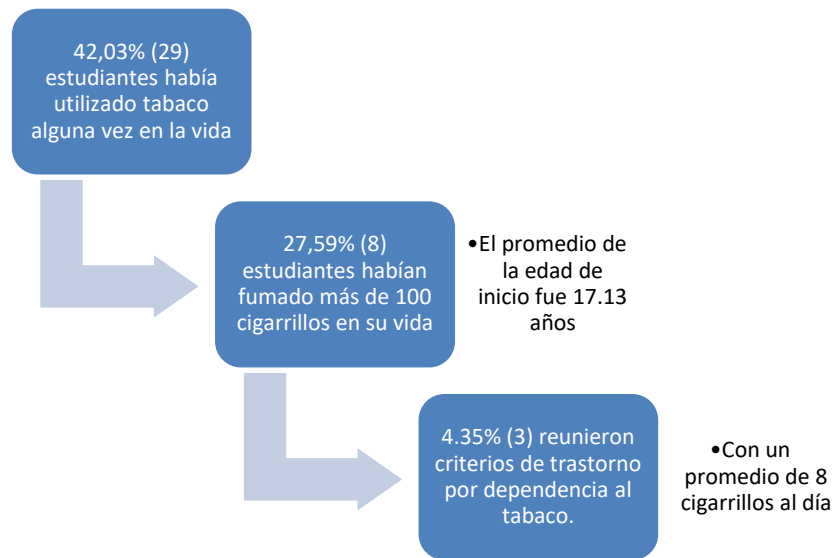 42,03% (29)
estudiantes había
utilizado tabaco
alguna vez en la vida
27,59% (8)
estudiantes habían
fumado más de 100
cigarrillos en su vida
•El promedio de
la edad de
inicio fue 17.13
años
4.35% (3) reunieron
criterios de trastorno
por dependencia al
tabaco.
•Con un
promedio de 8
cigarrillos al día